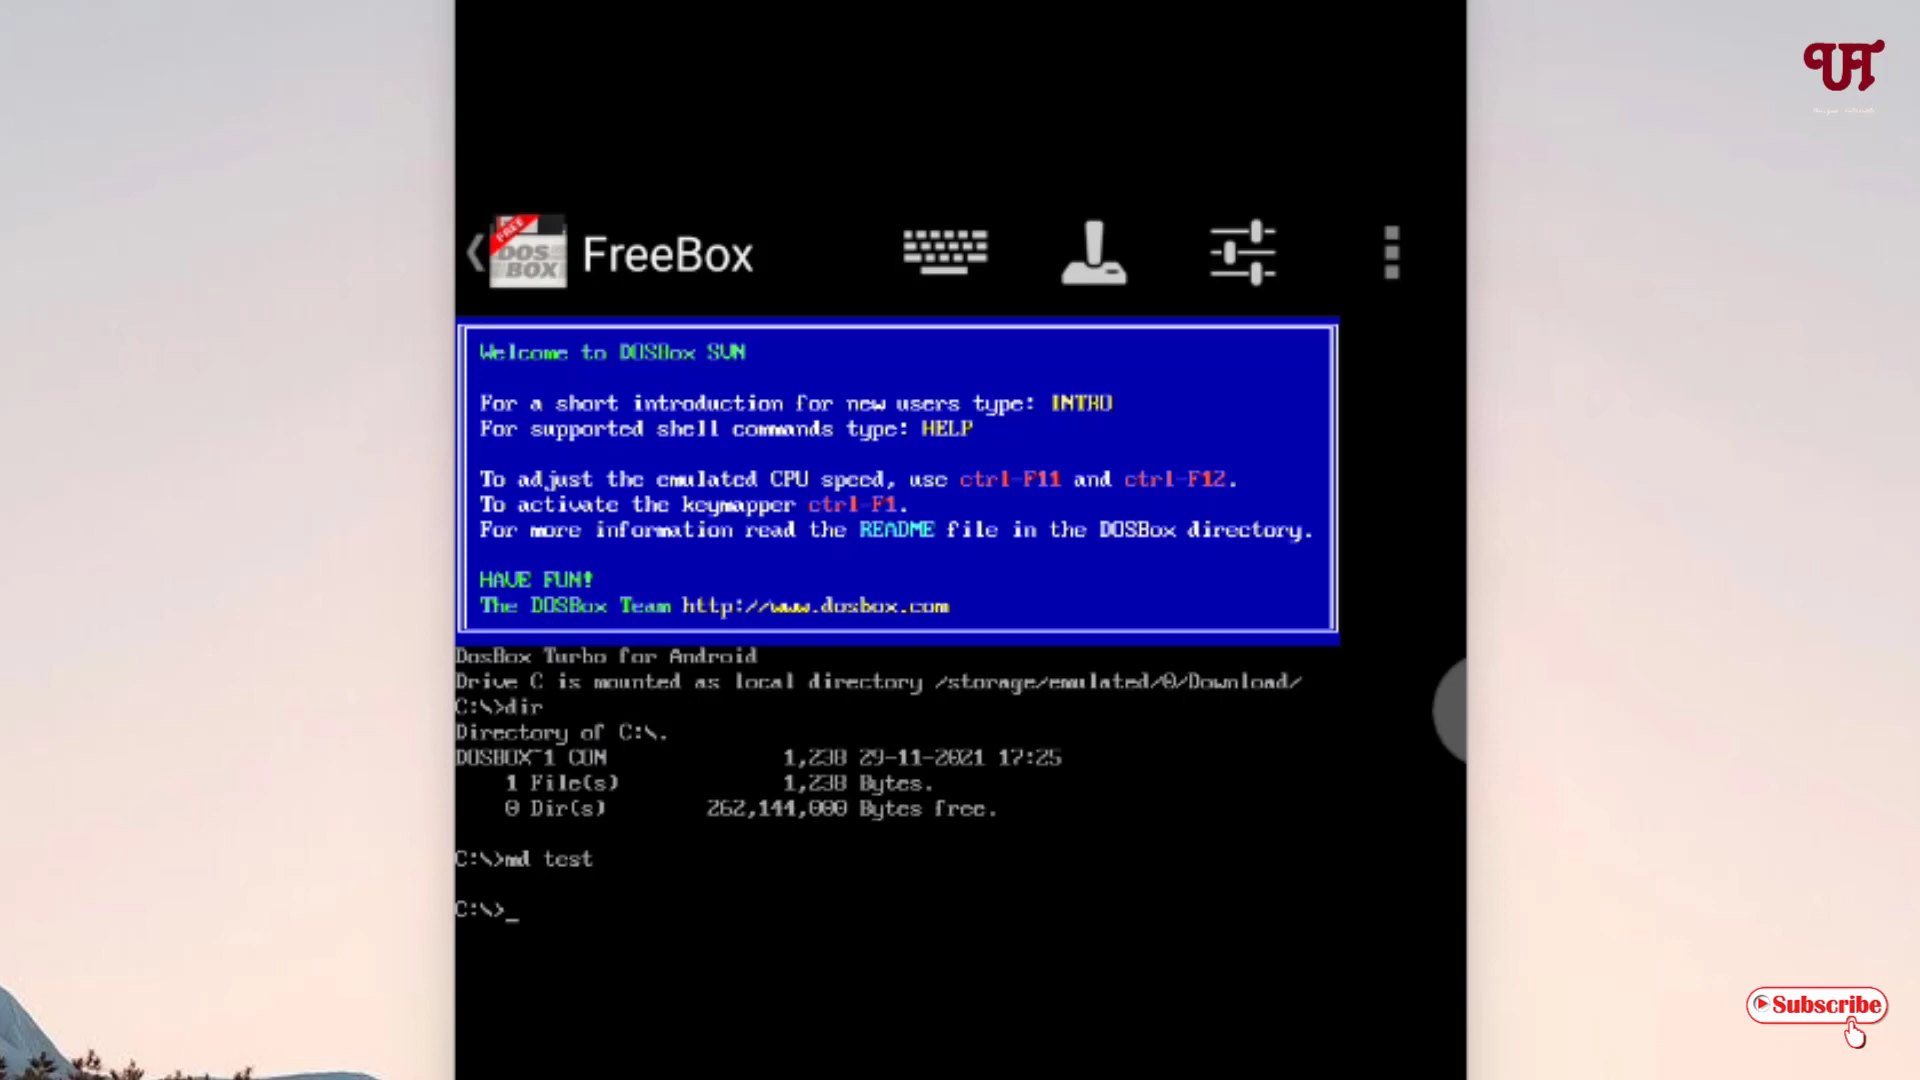 UA
FREE
DOS
BOX
FreeBox
Welcome to DOSBox SVN
For a short introduction for new users type: INTRO
For supported shell commands type: HELP
To adjust the emulated CPU speed, use ctrl-F11 and ctrl-F12.
To activate the keymapper ctrl-F1.
For more information read the README file in the DOSBox directory.
HAVE FUN!
The DOSBox Team http://www.dosbox.com
DosBox Turbo for Android
Drive C is mounted as local directory /storage/emulated/0/Download/
C:\>dir
Directory of C:\.
DOSBOX~1 CON 1,238 29-11-2021 17:25
1 File(s) 1,238 Bytes.
0 Dir(s) 262,144,000 Bytes free.
C:\>md test
C:\>_
Subscribe